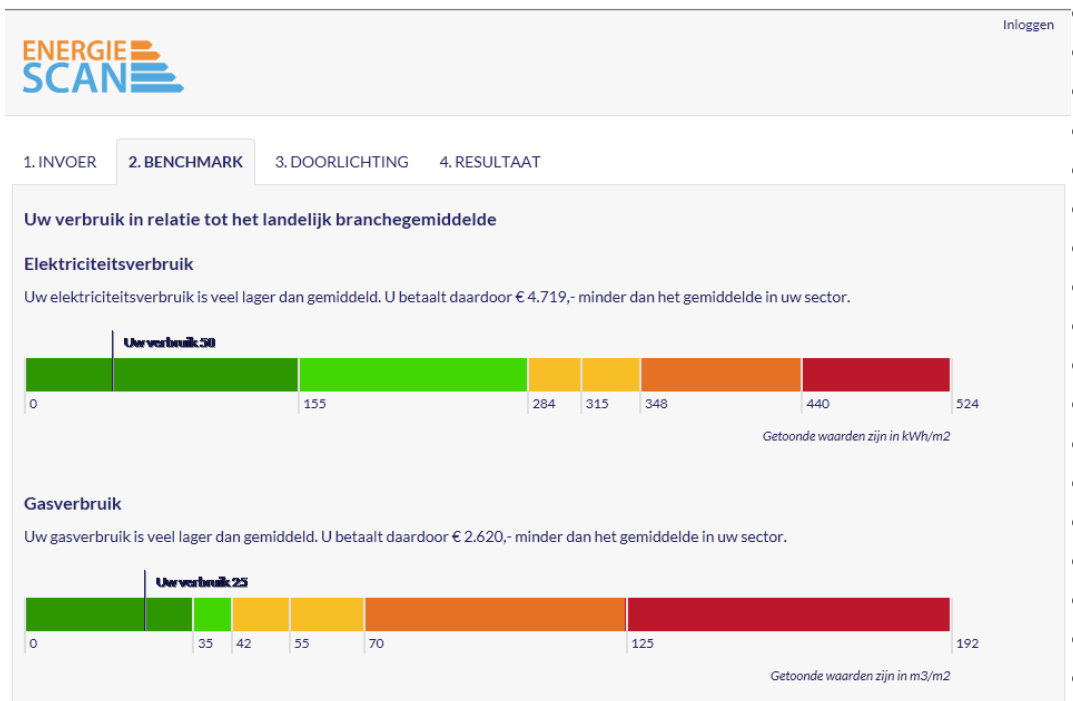 Inloggen
ENERGIE
SCAN
1. INVOER 2. BENCHMARK 3. DOORLICHTING 4. RESULTAAT
Uw verbruik in relatie tot het landelijk branchegemiddelde
Elektriciteitsverbruik
Uw elektriciteitsverbruik is veel lager dan gemiddeld. U betaalt daardoor € 4.719,- minder dan het gemiddelde in uw sector.
Uw verbruik 50
0 155 284 315 348 440 524
Getoonde waarden zijn in kWh/m2
Gasverbruik
Uw gasverbruik is veel lager dan gemiddeld. U betaalt daardoor € 2.620,- minder dan het gemiddelde in uw sector.
Uw verbruik 25
0 35 42 55 70 125 192
Getoonde waarden zijn in m3/m2